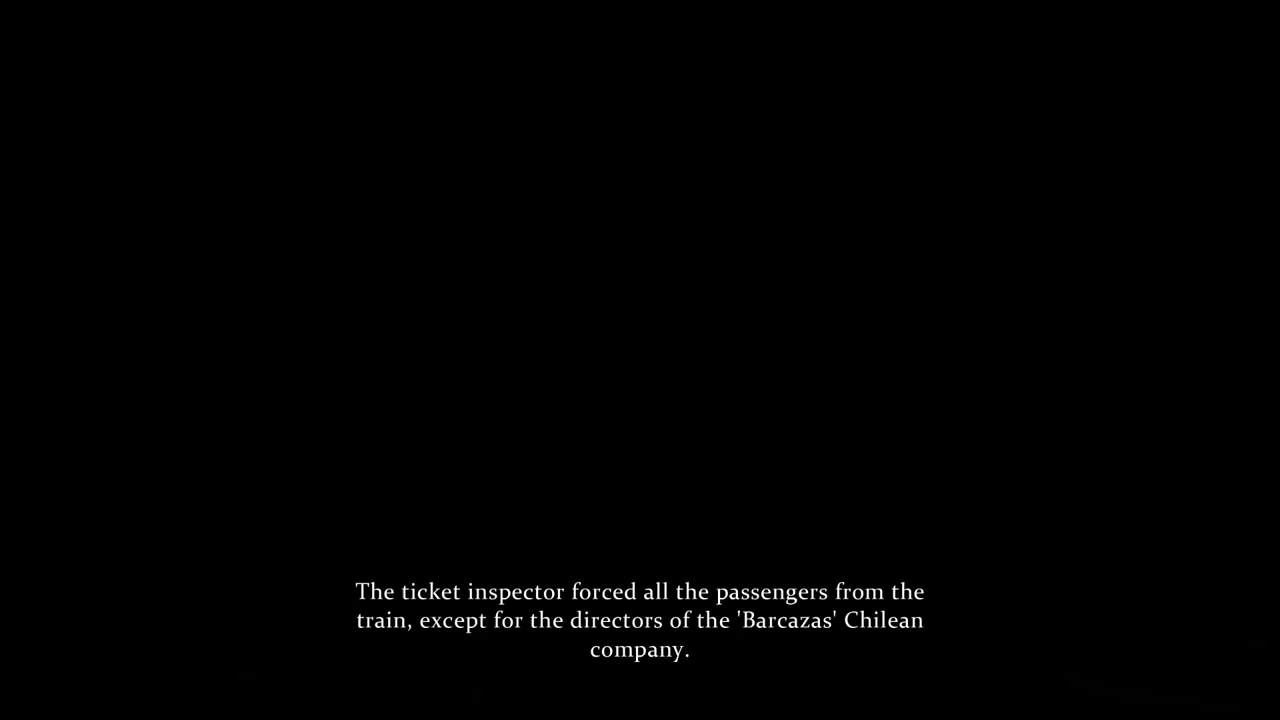 The ticket inspector forced all the passengers from the
train, except for the directors of the 'Barcazas' Chilean
company.